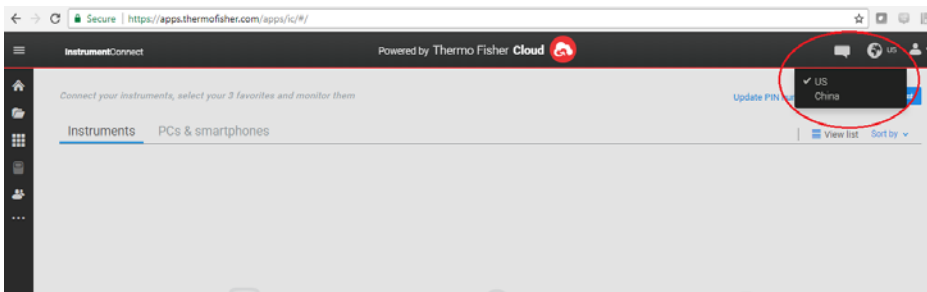 Secure | https://apps.thermofisher.com/apps/ic/#/
InstrumentConnect
Powered by Thermo Fisher Cloud
US
✓ US
China
Connect your instruments, select your 3 favorites and monitor them
Update PIN
Instruments
PCs & smartphones
View list
Sort by